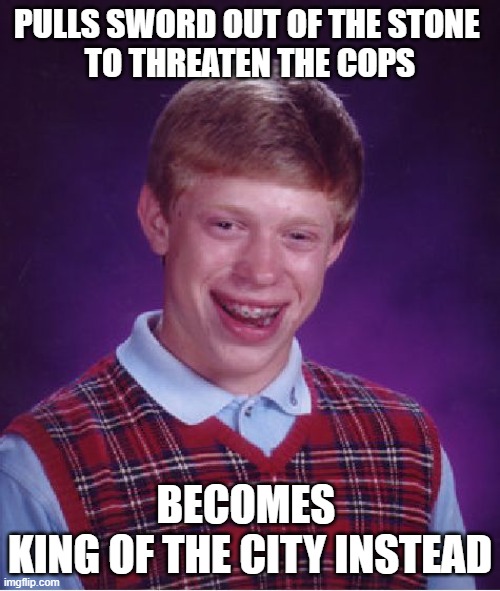 PULLS SWORD OUT OF THE STONE
TO THREATEN THE COPS
BECOMES
KING OF THE CITY INSTEAD
imgflip.com